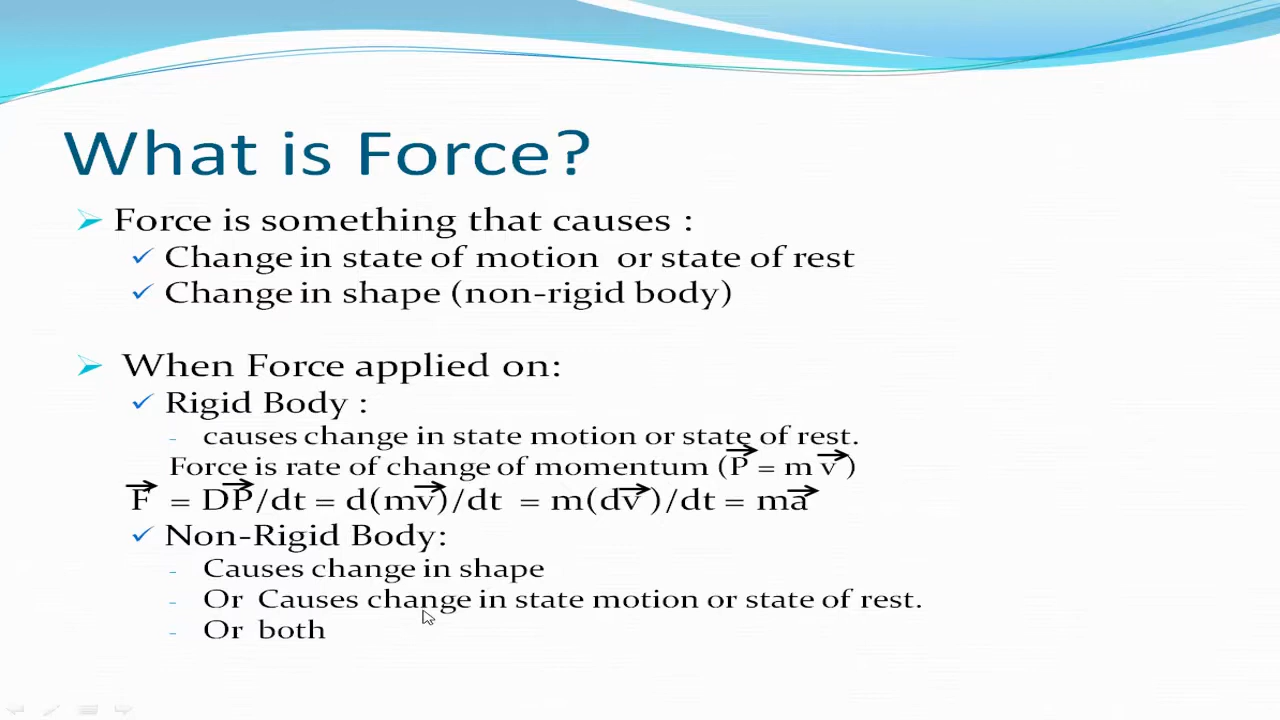 What is Force?
Force is something that causes :
Change in state of motion or state of rest
Change in shape (non-rigid body)
When Force applied on:
Rigid Body :
- causes change in state motion or state of rest.
Force is rate of change of momentum (P⃗ = m v⃗ )
F⃗ = DP⃗/dt = d(mv⃗)/dt = m(dv⃗ )/dt = ma⃗
Non-Rigid Body:
- Causes change in shape
- Or Causes change in state motion or state of rest.
- Or both